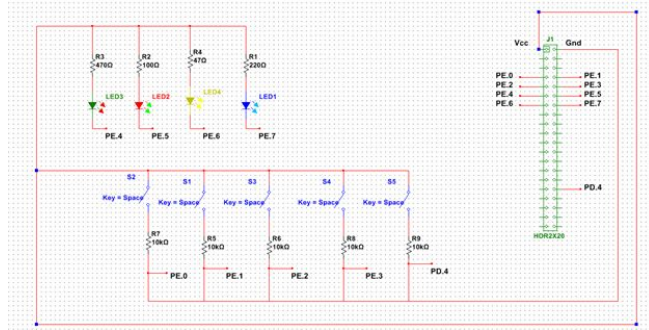 J1
Vcc Gnd
R3
470Ω
R2
100Ω
R4
47Ω
R1
220Ω
LED3
LED2
LED4
LED1
PE.4
PE.5
PE.6
PE.7
PE.0 PE.1
PE.2 PE.3
PE.4 PE.5
PE.6 PE.7
PD.4
HDR2X20
S2
S1
S3
S4
S5
Key = Space
Key = Space
Key = Space
Key = Space
Key = Space
R7
10kΩ
R5
10kΩ
R6
10kΩ
R8
10kΩ
R9
10kΩ
PE.0
PE.1
PE.2
PE.3
PD.4